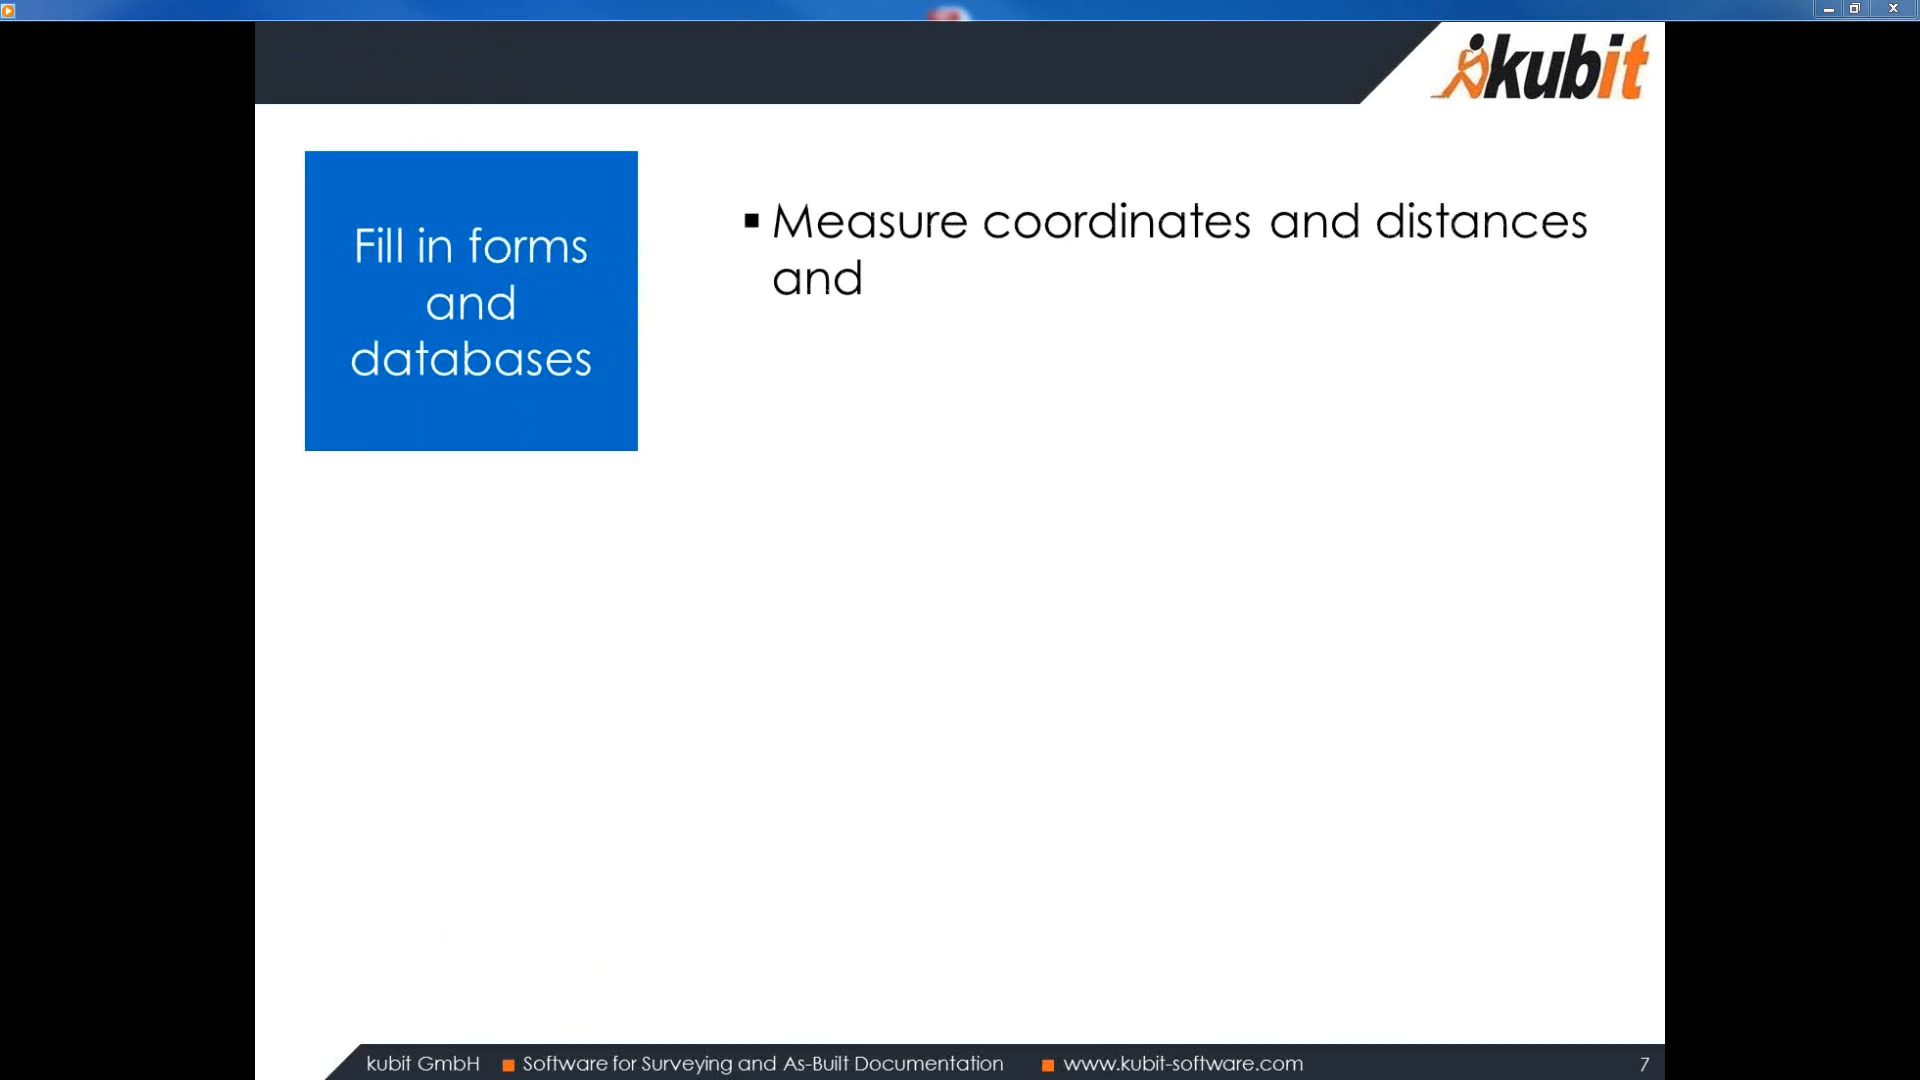 kubit
Fill in forms
and
databases
▪ Measure coordinates and distances
and
kubit GmbH ■ Software for Surveying and As-Built Documentation ■ www.kubit-software.com 7